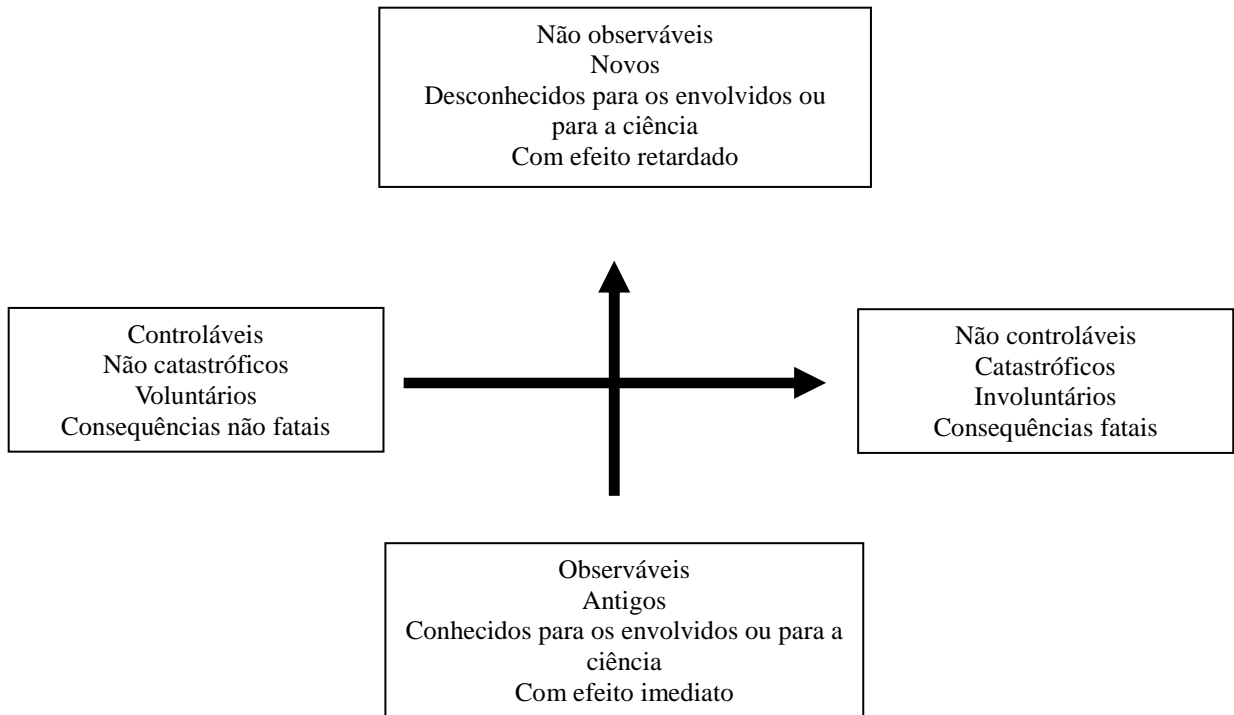 Não observáveis
Novos
Desconhecidos para os envolvidos ou
para a ciência
Com efeito retardado
Controláveis
Não catastróficos
Voluntários
Consequências não fatais
Não controláveis
Catastróficos
Involuntários
Consequências fatais
Observáveis
Antigos
Conhecidos para os envolvidos ou para a
ciência
Com efeito imediato